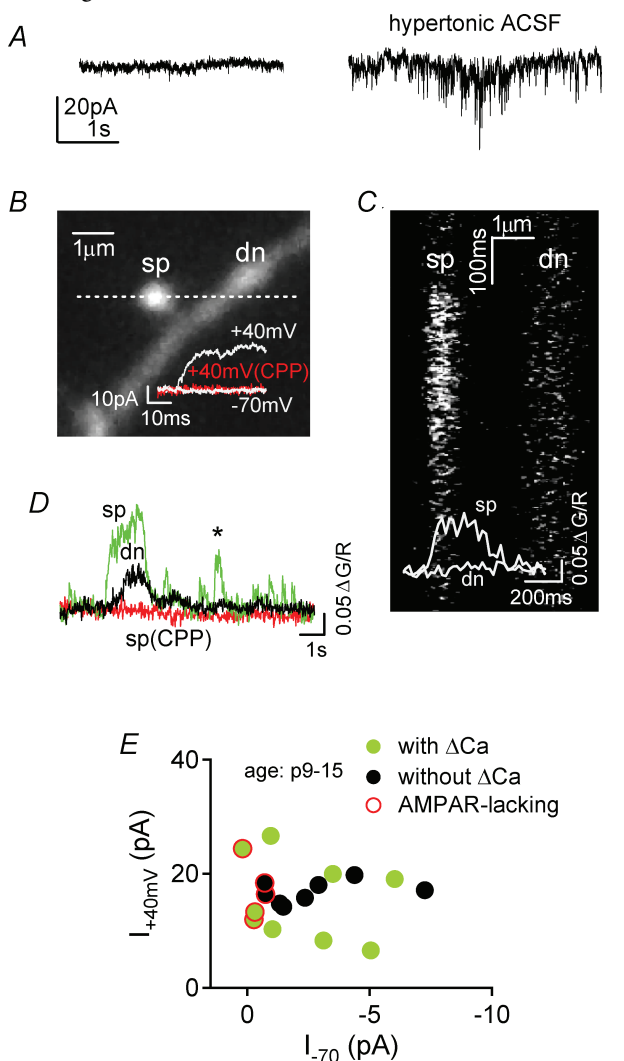 A
hypertonic ACSF
20pA
1s
B
1μm
sp
dn
+40mV
+40mV(CPP)
10pA
-70mV
10ms
C
1μm
100ms
sp
dn
sp
dn
0.05ΔG/R
200ms
D
sp
dn
*
sp(CPP)
0.05ΔG/R
1s
E
age: p9-15
with ΔCa
without ΔCa
AMPAR-lacking
40
20
0
I+40mV (pA)
0
-5
-10
I-70 (pA)